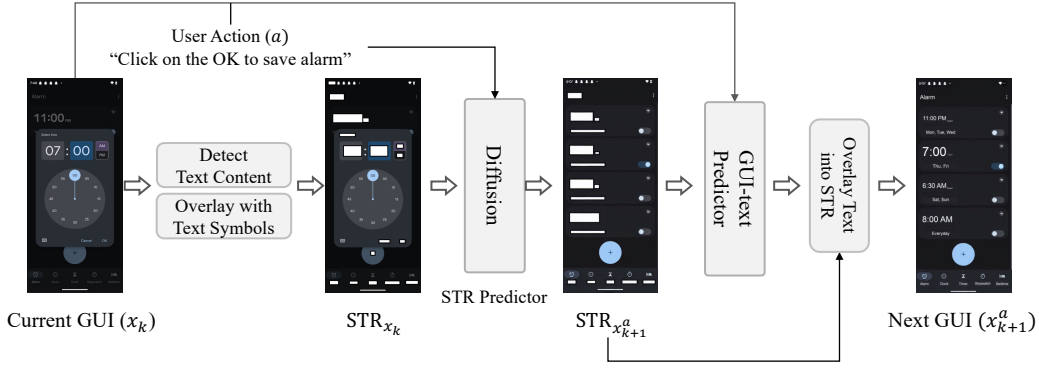 User Action (a)
“Click on the OK to save alarm”
Alarm
11:00
07 : 00
AM
PM
Cancel
OK
Current GUI (x_k)
Detect
Text Content
Overlay with
Text Symbols
STR_{x_k}
Diffusion
STR Predictor
STR_{x^a_{k+1}}
GUI-text
Predictor
Overlay Text
into STR
Alarm
11:00 PM
Mon, Tue, Wed
7:00
Thu, Fri
6:30 AM
Sat, Sun
8:00 AM
Everyday
Alarm Clock Timer Stopwatch Bedtime
Next GUI (x^a_{k+1})